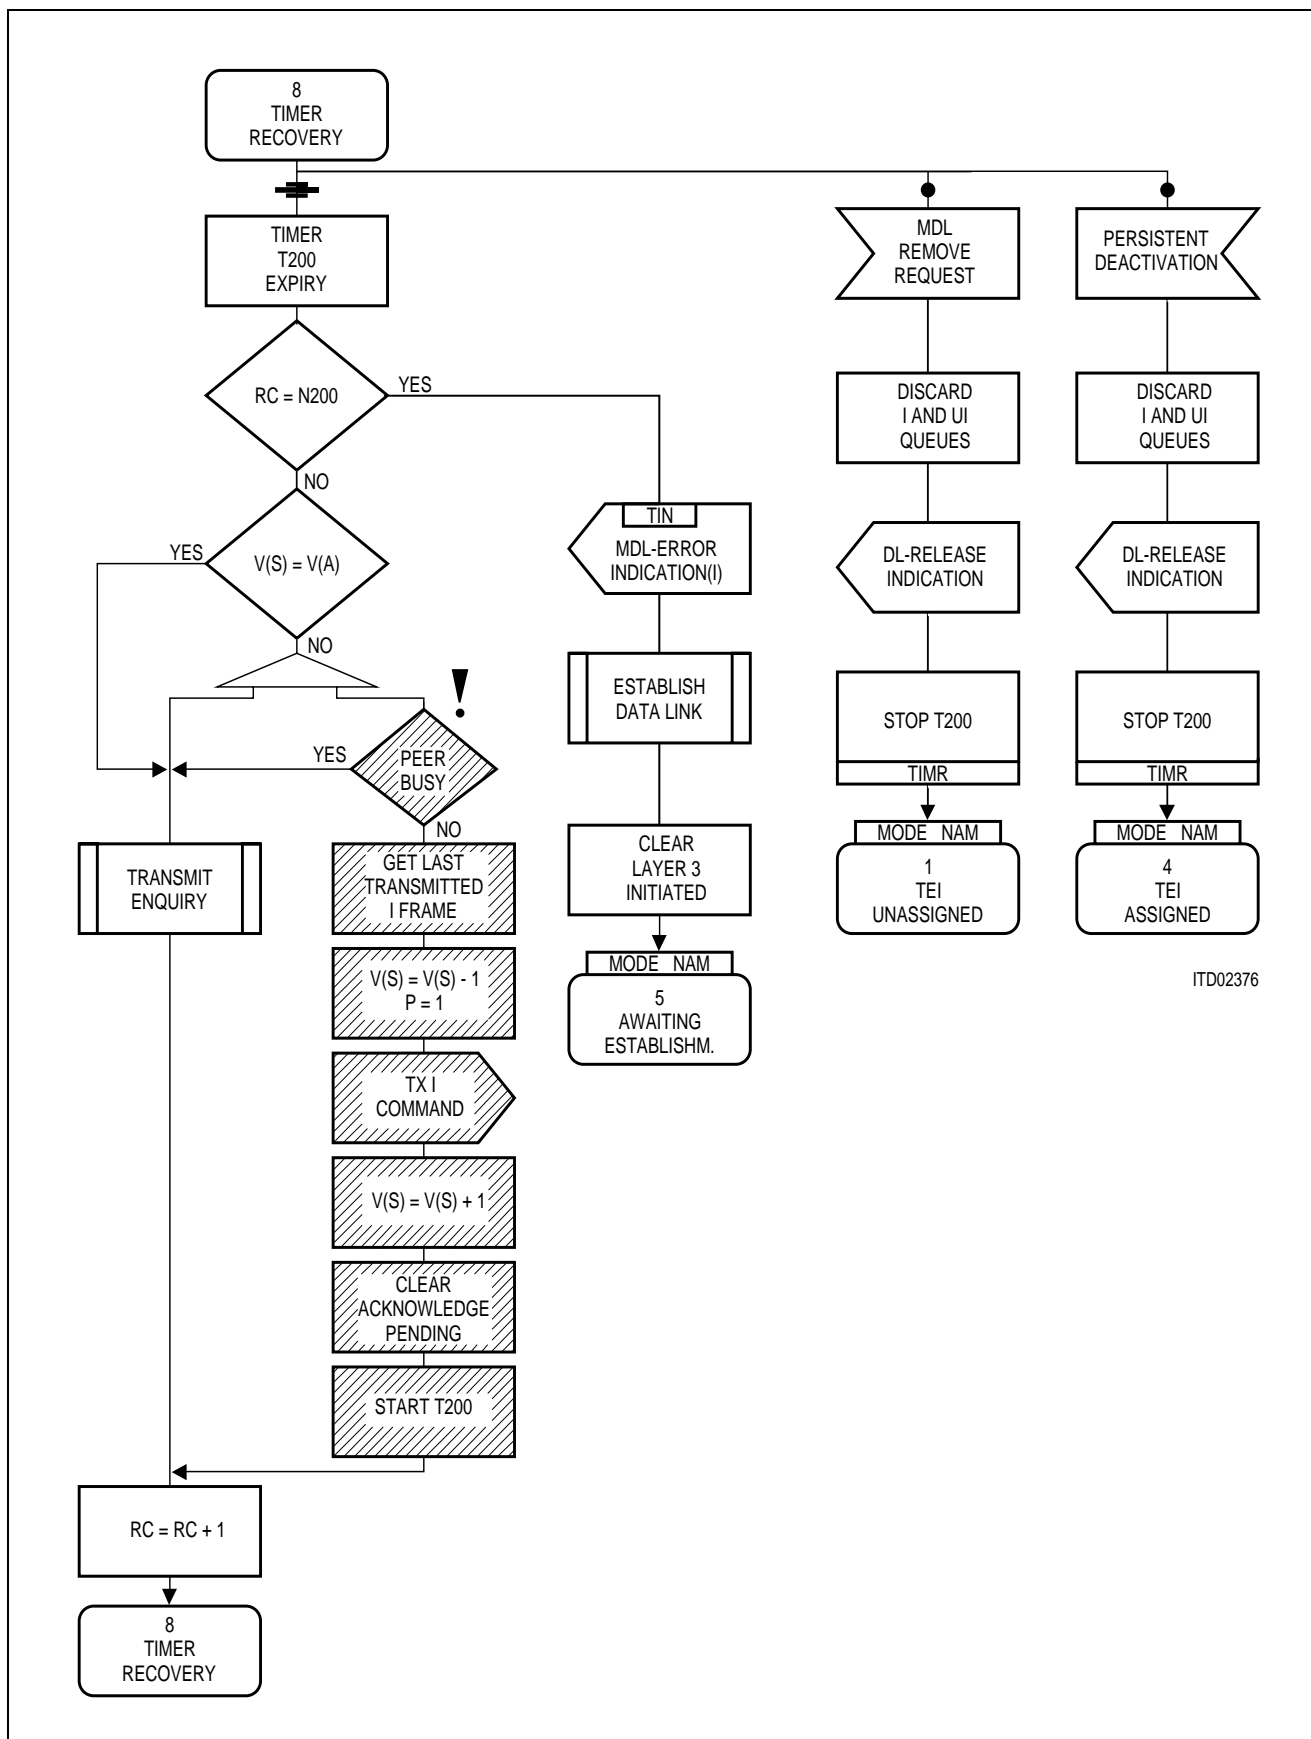 8
TIMER
RECOVERY
TIMER
T200
EXPIRY
RC = N200
YES
NO
V(S) = V(A)
YES
NO
PEER
BUSY
YES
NO
TRANSMIT
ENQUIRY
GET LAST
TRANSMITTED
I FRAME
V(S) = V(S) - 1
P = 1
TX I
COMMAND
V(S) = V(S) + 1
CLEAR
ACKNOWLEDGE
PENDING
START T200
RC = RC + 1
8
TIMER
RECOVERY
TIN
MDL-ERROR
INDICATION(I)
ESTABLISH
DATA LINK
CLEAR
LAYER 3
INITIATED
MODE NAM
5
AWAITING
ESTABLISHM.
MDL
REMOVE
REQUEST
DISCARD
I AND UI
QUEUES
DL-RELEASE
INDICATION
STOP T200
TIMR
MODE NAM
1
TEI
UNASSIGNED
PERSISTENT
DEACTIVATION
DISCARD
I AND UI
QUEUES
DL-RELEASE
INDICATION
STOP T200
TIMR
MODE NAM
4
TEI
ASSIGNED
ITD02376